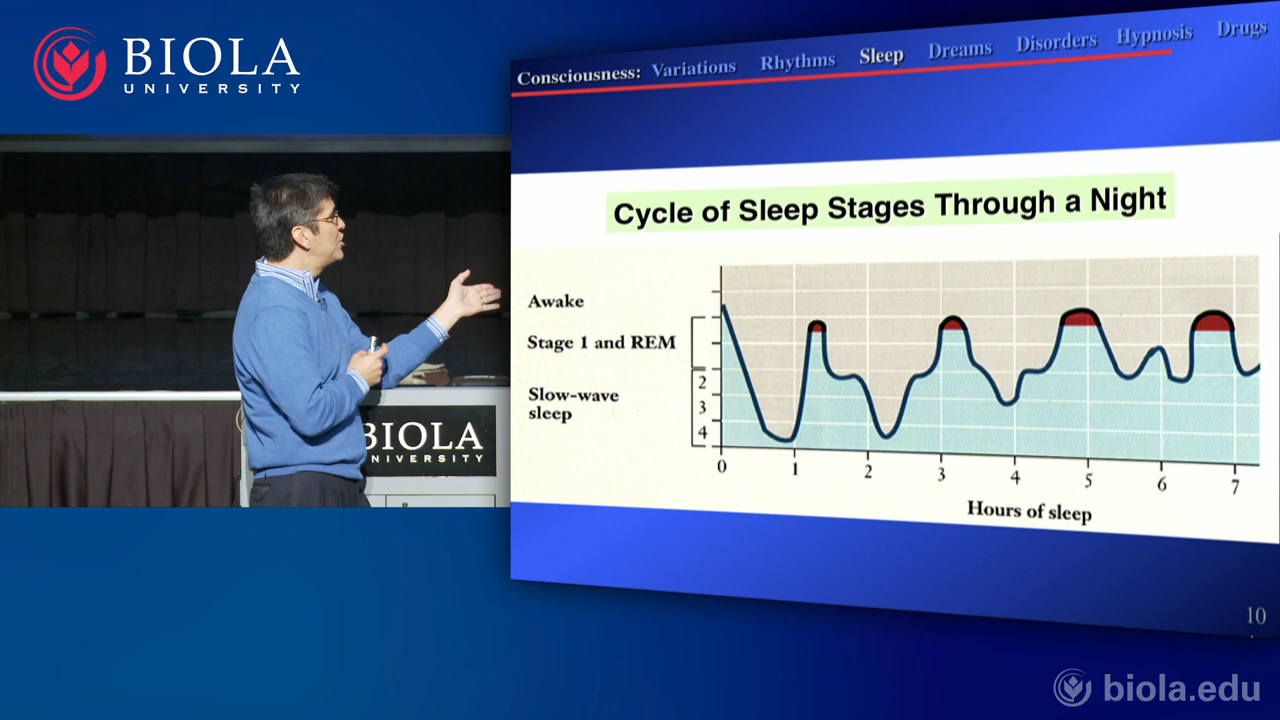 BIOLA
UNIVERSITY
Consciousness: Variations Rhythms Sleep Dreams Disorders Hypnosis Drugs
Cycle of Sleep Stages Through a Night
Awake
Stage 1 and REM
Slow-wave
sleep
2
3
4
0 1 2 3 4 5 6 7
Hours of sleep
BIOLA
NIVERSITY
10
biola.edu